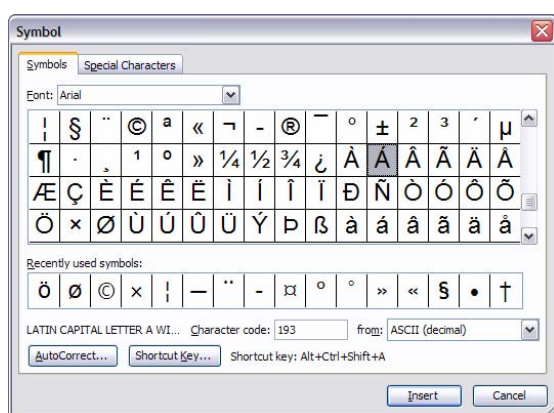 Symbol
Symbols Special Characters
Font: Arial
¦ § ¨ © ª « ¬ - ® ¯ ° ± ² ³ ´ µ
¶ · ¸ ¹ º » ¼ ½ ¾ ¿ À Á Â Ã Ä Å
Æ Ç È É Ê Ë Ì Í Î Ï Ð Ñ Ò Ó Ô Õ
Ö × Ø Ù Ú Û Ü Ý Þ ß à á â ã ä å
Recently used symbols:
ö ø © × ¦ — ¨ - ¤ º ° » « § • †
LATIN CAPITAL LETTER A WI... Character code: 193 from: ASCII (decimal)
AutoCorrect... Shortcut Key... Shortcut key: Alt+Ctrl+Shift+A
Insert Cancel